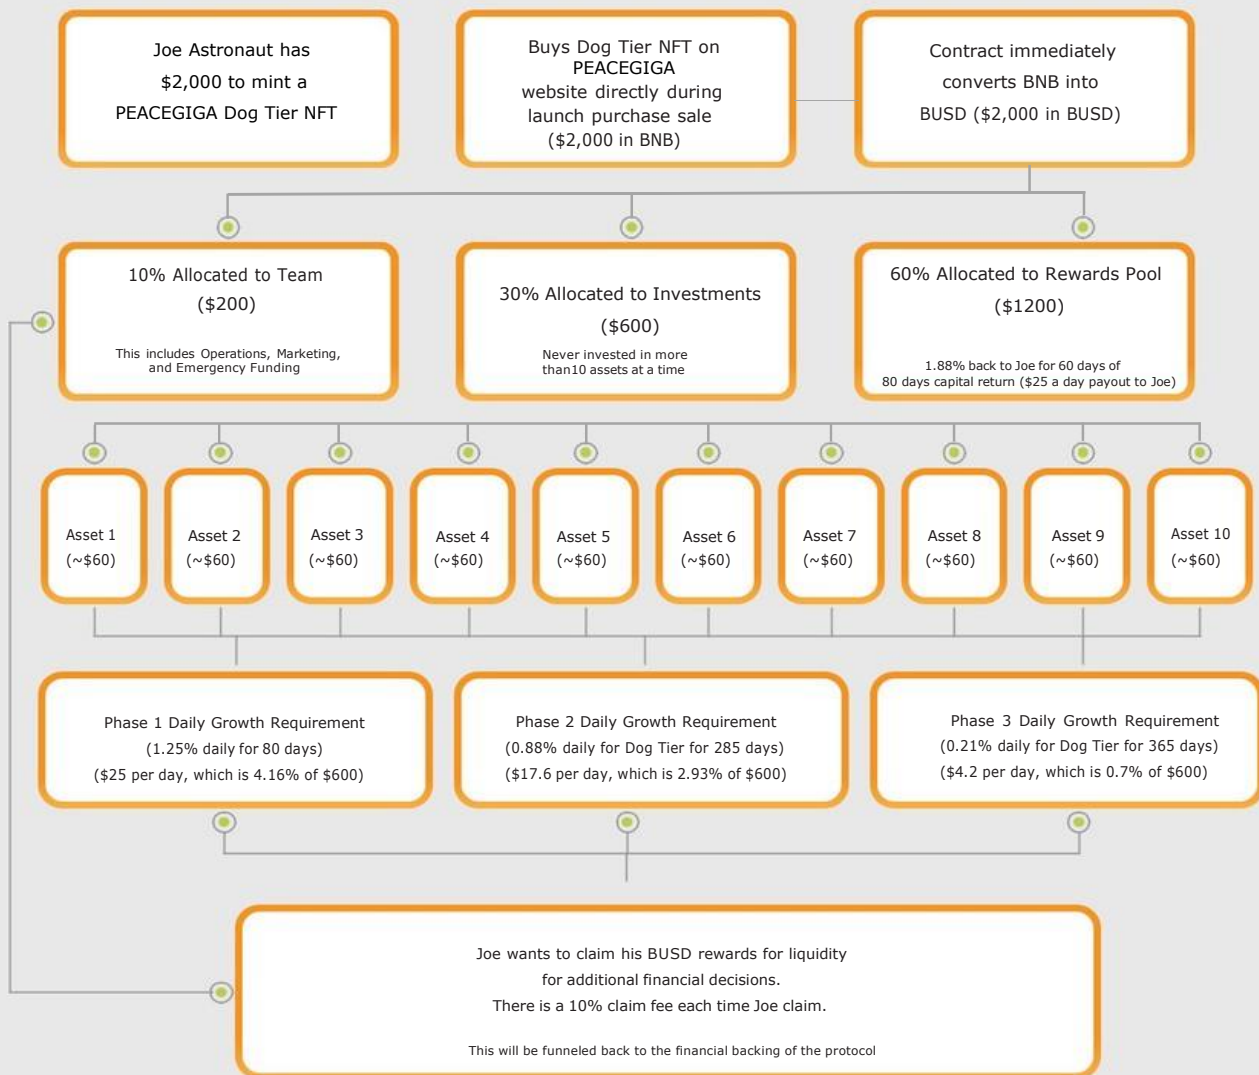 Joe Astronaut has
$2,000 to mint a
PEACEGIGA Dog Tier NFT
Buys Dog Tier NFT on
PEACEGIGA
website directly during
launch purchase sale
($2,000 in BNB)
Contract immediately
converts BNB into
BUSD ($2,000 in BUSD)
10% Allocated to Team
($200)
This includes Operations, Marketing,
and Emergency Funding
30% Allocated to Investments
($600)
Never invested in more
than10 assets at a time
60% Allocated to Rewards Pool
($1200)
1.88% back to Joe for 60 days of
80 days capital return ($25 a day payout to Joe)
Asset 1
(~$60)
Asset 2
(~$60)
Asset 3
(~$60)
Asset 4
(~$60)
Asset 5
(~$60)
Asset 6
(~$60)
Asset 7
(~$60)
Asset 8
(~$60)
Asset 9
(~$60)
Asset 10
(~$60)
Phase 1 Daily Growth Requirement
(1.25% daily for 80 days)
($25 per day, which is 4.16% of $600)
Phase 2 Daily Growth Requirement
(0.88% daily for Dog Tier for 285 days)
($17.6 per day, which is 2.93% of $600)
Phase 3 Daily Growth Requirement
(0.21% daily for Dog Tier for 365 days)
($4.2 per day, which is 0.7% of $600)
Joe wants to claim his BUSD rewards for liquidity
for additional financial decisions.
There is a 10% claim fee each time Joe claim.
This will be funneled back to the financial backing of the protocol